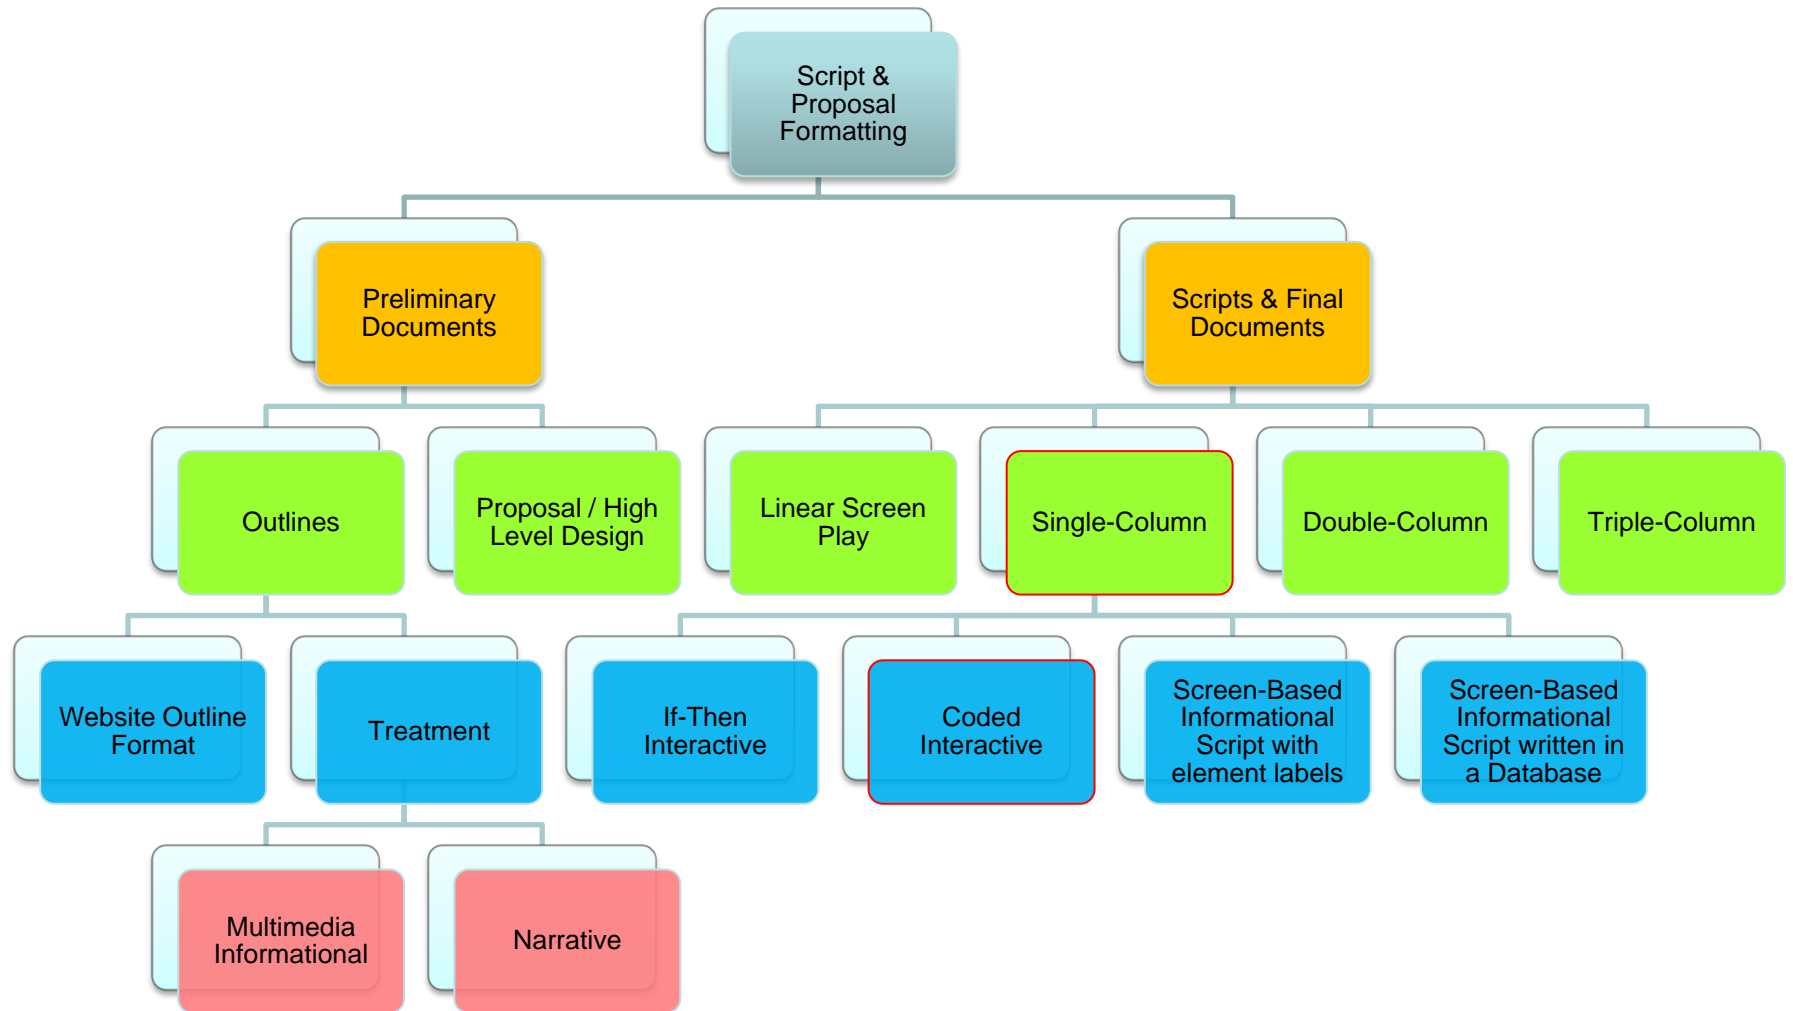 Script &
Proposal
Formatting
Preliminary
Documents
Scripts & Final
Documents
Outlines
Proposal / High
Level Design
Linear Screen
Play
Single-Column
Double-Column
Triple-Column
Website Outline
Format
Treatment
If-Then
Interactive
Coded
Interactive
Screen-Based
Informational
Script with
element labels
Screen-Based
Informational
Script written in
a Database
Multimedia
Informational
Narrative